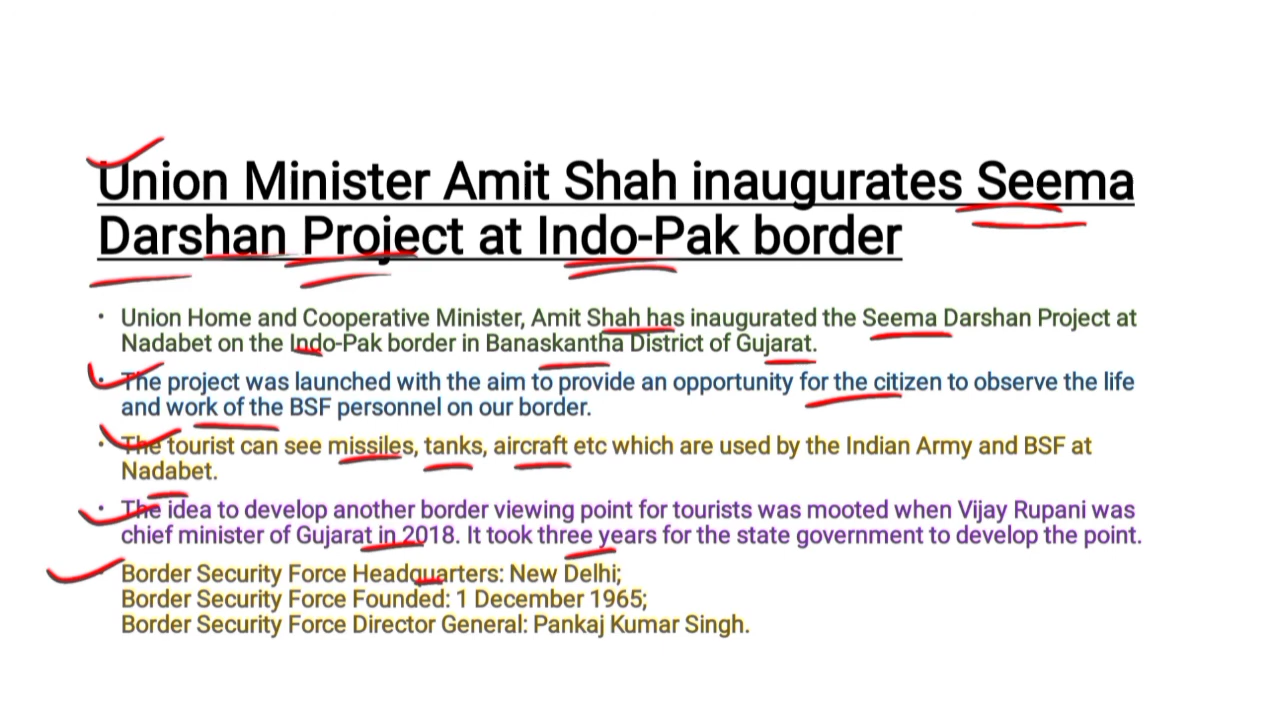 Union Minister Amit Shah inaugurates Seema
Darshan Project at Indo-Pak border
• Union Home and Cooperative Minister, Amit Shah has inaugurated the Seema Darshan Project at
Nadabet on the Indo-Pak border in Banaskantha District of Gujarat.
• The project was launched with the aim to provide an opportunity for the citizen to observe the life
and work of the BSF personnel on our border.
• The tourist can see missiles, tanks, aircraft etc which are used by the Indian Army and BSF at
Nadabet.
• The idea to develop another border viewing point for tourists was mooted when Vijay Rupani was
chief minister of Gujarat in 2018. It took three years for the state government to develop the point.
• Border Security Force Headquarters: New Delhi;
Border Security Force Founded: 1 December 1965;
Border Security Force Director General: Pankaj Kumar Singh.